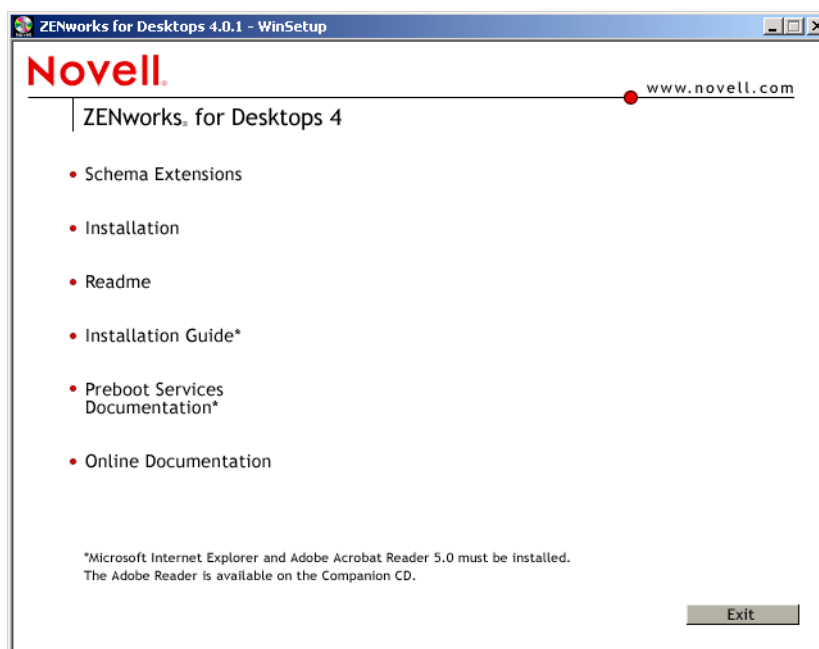 ZENworks for Desktops 4.0.1 - WinSetup
Novell.
www.novell.com
ZENworks® for Desktops 4
Schema Extensions
Installation
Readme
Installation Guide*
Preboot Services
Documentation*
Online Documentation
*Microsoft Internet Explorer and Adobe Acrobat Reader 5.0 must be installed.
The Adobe Reader is available on the Companion CD.
Exit